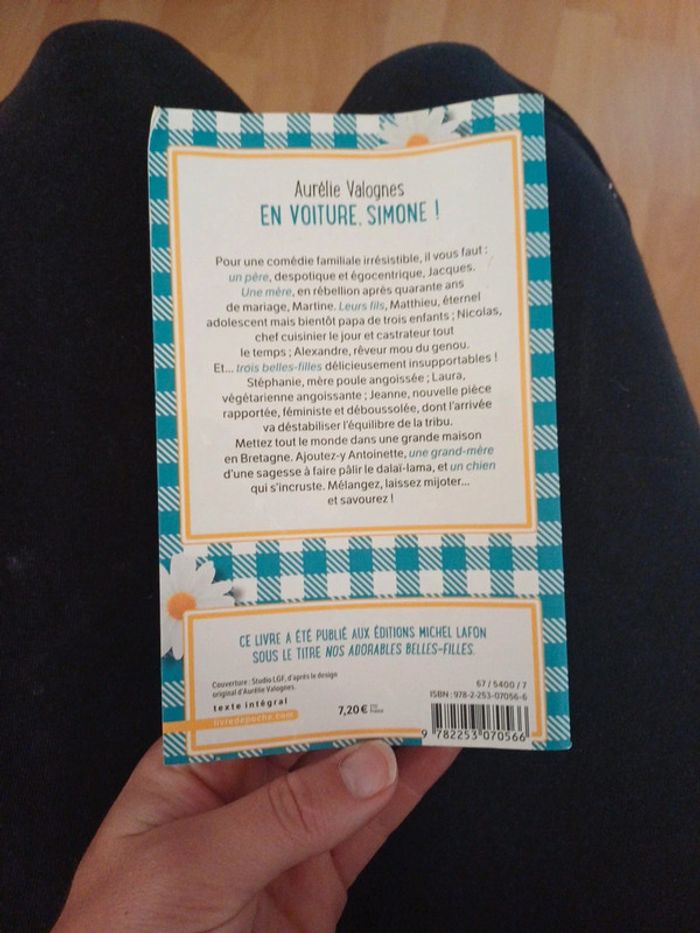 Aurélie Valognes
EN VOITURE, SIMONE !
Pour une comédie familiale irrésistible, il vous faut :
un père, despotique et égocentrique, Jacques.
Une mère, en rébellion après quarante ans
de mariage, Martine. Leurs fils, Matthieu, éternel
adolescent mais bientôt papa de trois enfants ; Nicolas,
chef cuisinier le jour et castrateur tout
le temps ; Alexandre, rêveur mou du genou.
Et... trois belles-filles délicieusement insupportables !
Stéphanie, mère poule angoissée ; Laura,
végétarienne angoissante ; Jeanne, nouvelle pièce
rapportée, féministe et déboussolée, dont l'arrivée
va déstabiliser l'équilibre de la tribu.
Mettez tout le monde dans une grande maison
en Bretagne. Ajoutez-y Antoinette, une grand-mère
d'une sagesse à faire pâlir le dalaï-lama, et un chien
qui s'incruste. Mélangez, laissez mijoter...
et savourez !
CE LIVRE A ÉTÉ PUBLIÉ AUX ÉDITIONS MICHEL LAFON
SOUS LE TITRE NOS ADORABLES BELLES-FILLES.
Couverture : Studio LGF, d'après le design
original d'Aurélie Valognes.
texte intégral
livredepoche.com
7,20 €
67 / 5400 / 7
ISBN : 978-2-253-07056-6
9 782253 070566